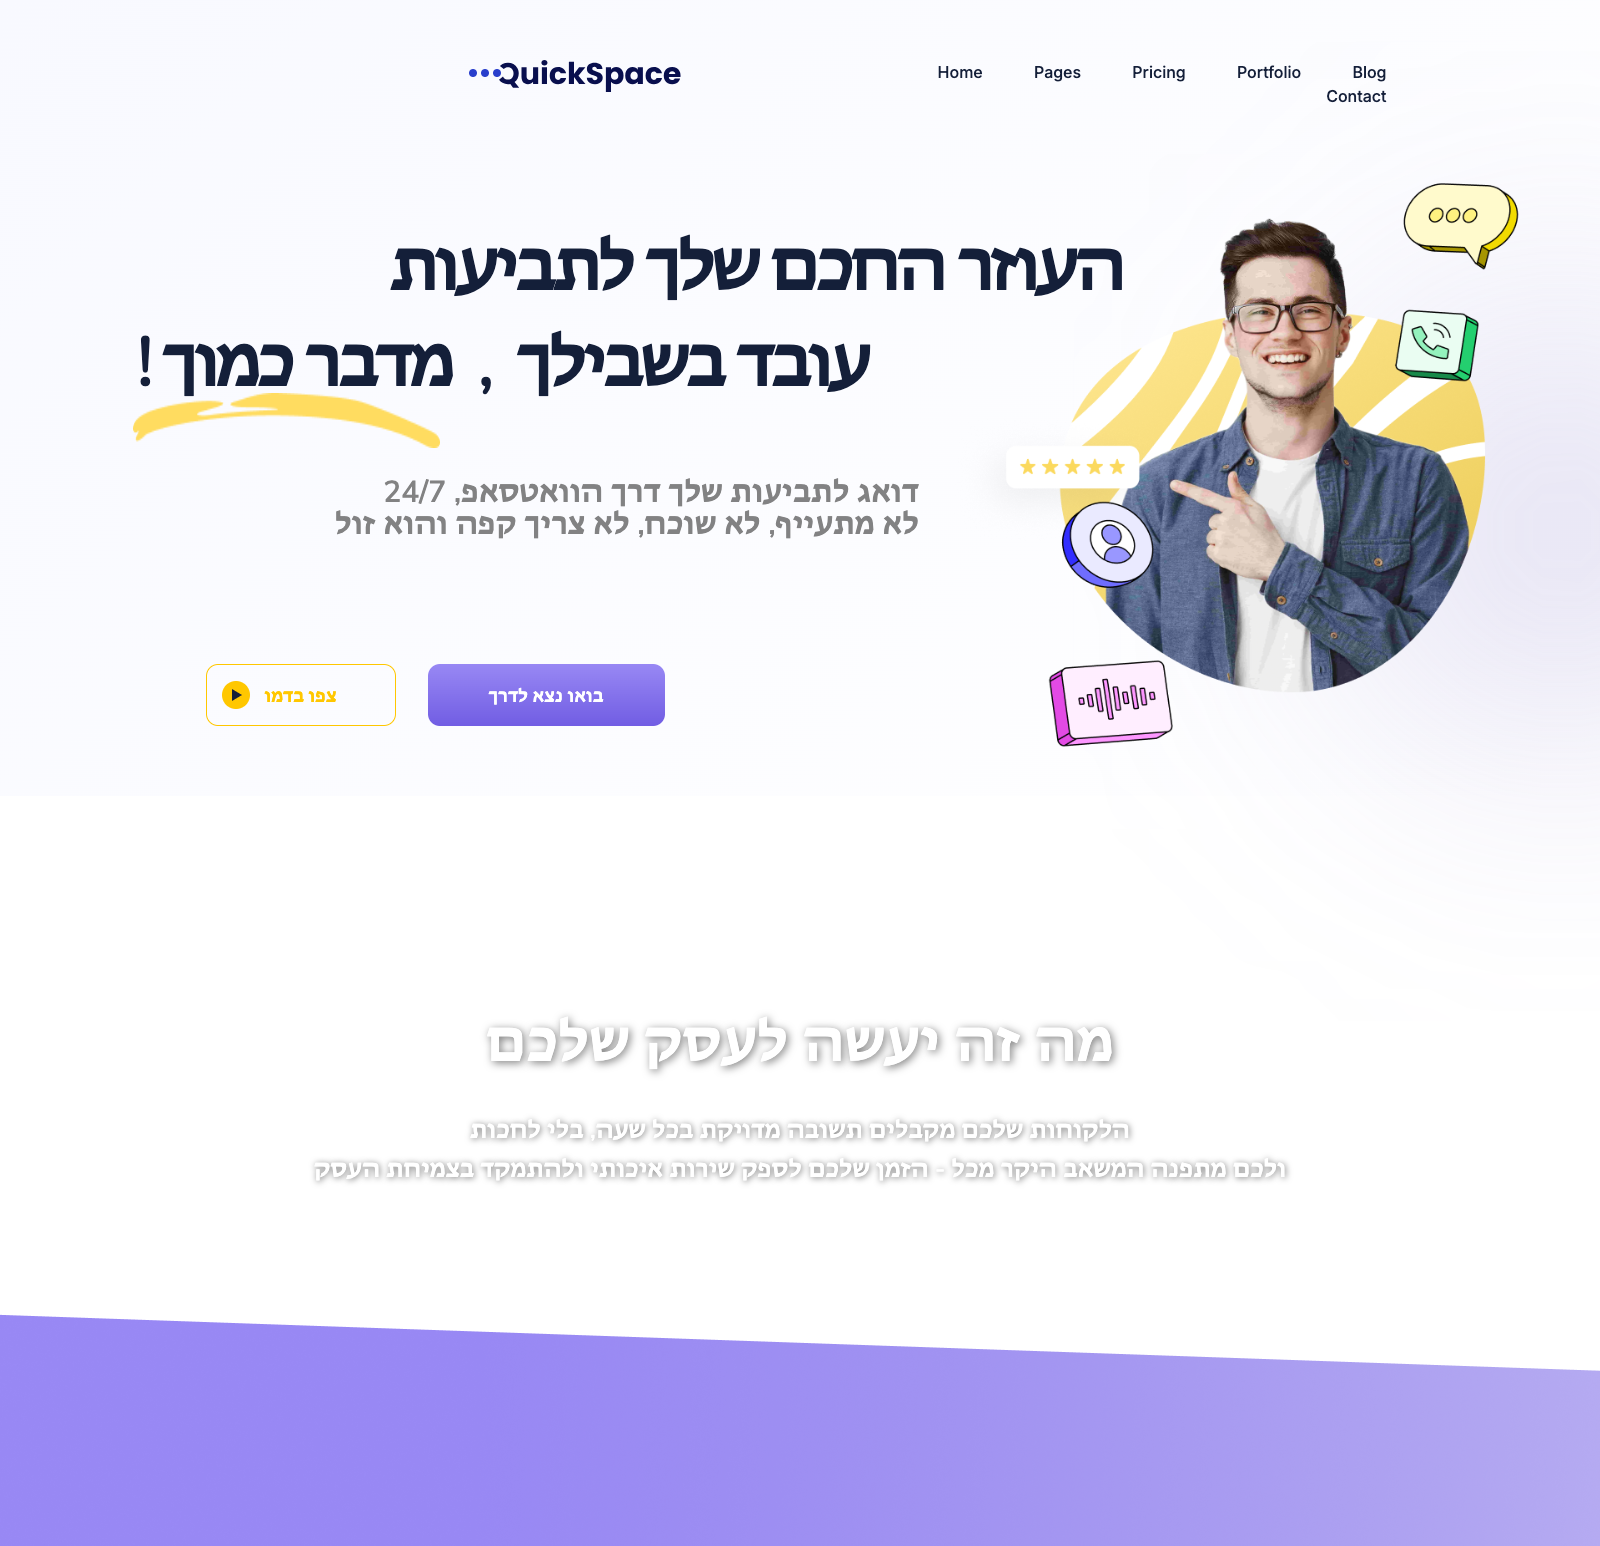 QuickSpace
Home Pages Pricing Portfolio Blog
Contact
העוזר החכם שלך לתביעות
עובד בשבילך , מדבר כמוך !
דואג לתביעות שלך דרך הוואטסאפ, 24/7
לא מתעייף, לא שוכח, לא צריך קפה והוא זול
בואו נצא לדרך
צפו בדמו
מה זה יעשה לעסק שלכם
הלקוחות שלכם מקבלים תשובה מדויקת בכל שעה, בלי לחכות
ולכם מתפנה המשאב היקר מכל - הזמן שלכם לספק שירות איכותי ולהתמקד בצמיחת העסק